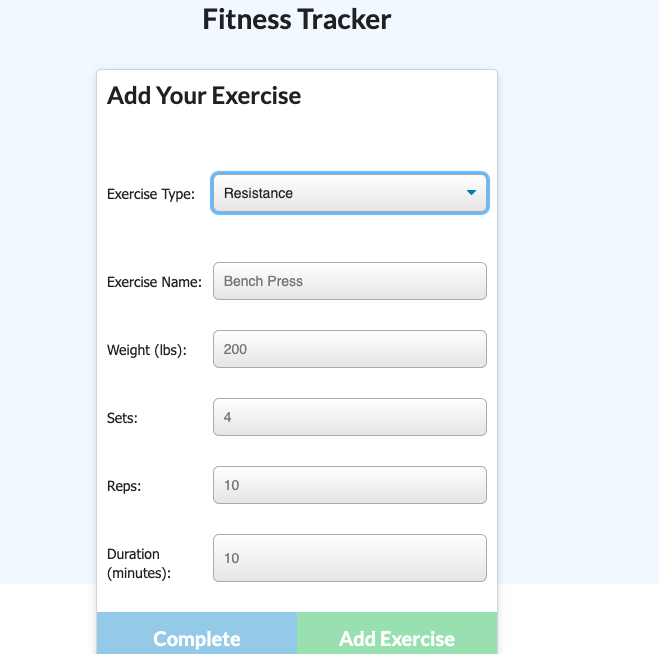 Fitness Tracker
Add Your Exercise
Exercise Type: Resistance
Exercise Name: Bench Press
Weight (lbs): 200
Sets: 4
Reps: 10
Duration
(minutes): 10
Complete Add Exercise